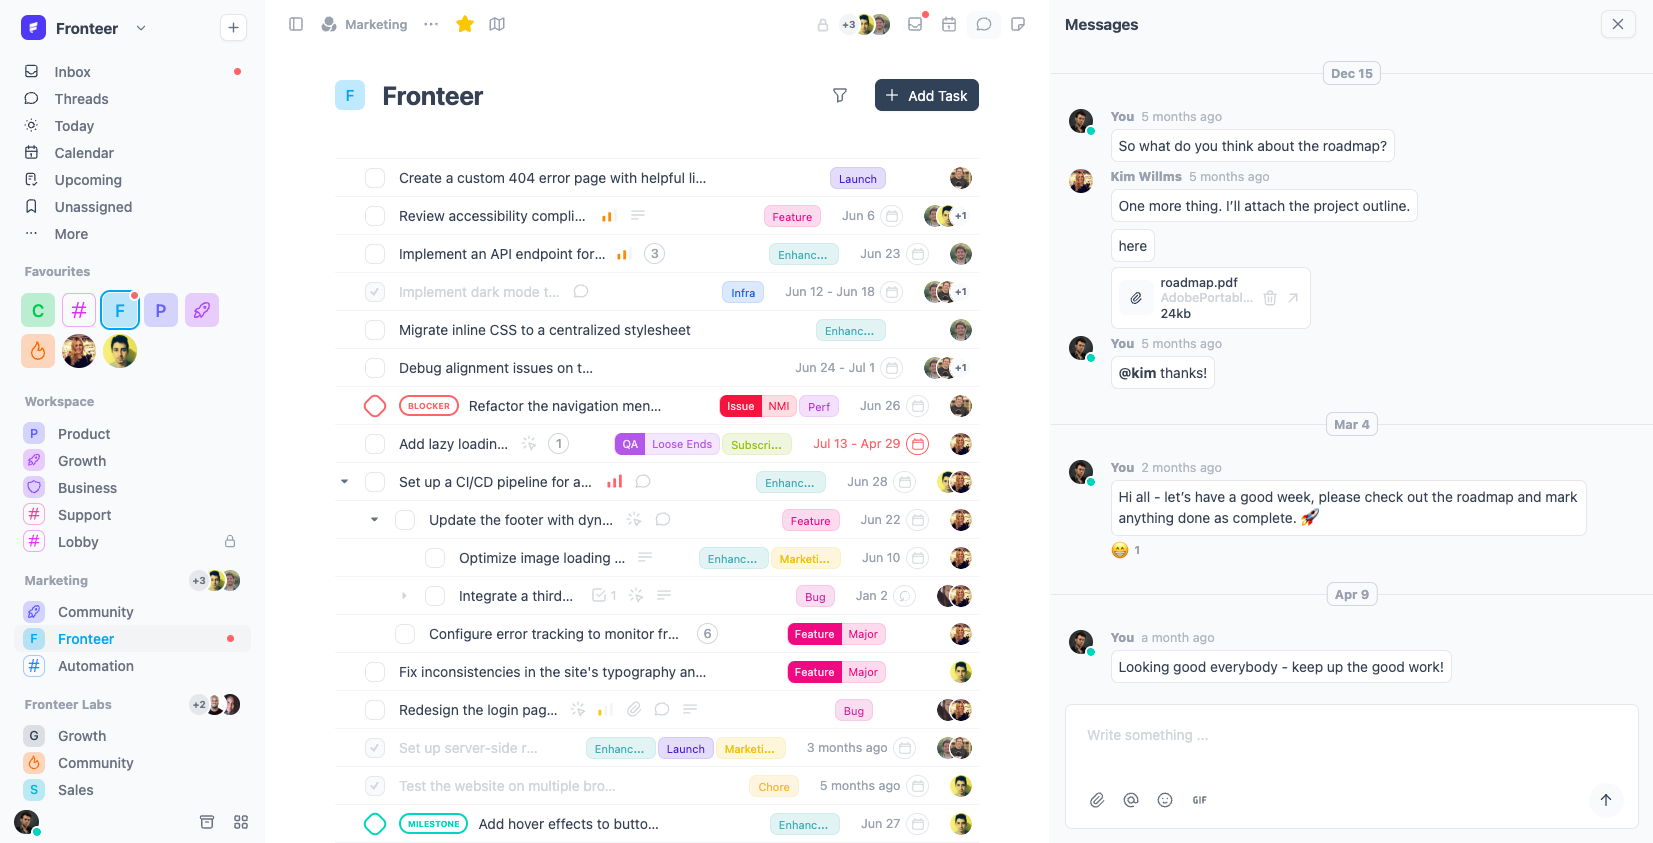 Fronteer
Inbox
Threads
Today
Calendar
Upcoming
Unassigned
More
Favourites
C # F P
Workspace
P Product
Growth
Business
# Support
# Lobby
Marketing +3
Community
F Fronteer
# Automation
Fronteer Labs +2
G Growth
Community
S Sales
Marketing ... +3
F Fronteer Add Task
Create a custom 404 error page with helpful li... Launch
Review accessibility compli... Feature Jun 6 +1
Implement an API endpoint for... 3 Enhanc... Jun 23
Implement dark mode t... Infra Jun 12 - Jun 18 +1
Migrate inline CSS to a centralized stylesheet Enhanc...
Debug alignment issues on t... Jun 24 - Jul 1 +1
BLOCKER Refactor the navigation men... Issue NMI Perf Jun 26
Add lazy loadin... 1 QA Loose Ends Subscri... Jul 13 - Apr 29
Set up a CI/CD pipeline for a... Enhanc... Jun 28
Update the footer with dyn... Feature Jun 22
Optimize image loading ... Enhanc... Marketi... Jun 10
Integrate a third... 1 Bug Jan 2
Configure error tracking to monitor fr... 6 Feature Major
Fix inconsistencies in the site's typography an... Feature Major
Redesign the login pag... Bug
Set up server-side r... Enhanc... Launch Marketi... 3 months ago
Test the website on multiple bro... Chore 5 months ago
MILESTONE Add hover effects to butto... Enhanc... Jun 27
Messages
Dec 15
You 5 months ago
So what do you think about the roadmap?
Kim Willms 5 months ago
One more thing. I’ll attach the project outline.
here
roadmap.pdf
AdobePortabl...
24kb
You 5 months ago
@kim thanks!
Mar 4
You 2 months ago
Hi all - let’s have a good week, please check out the roadmap and mark
anything done as complete. 🚀
😁 1
Apr 9
You a month ago
Looking good everybody - keep up the good work!
Write something ...
GIF